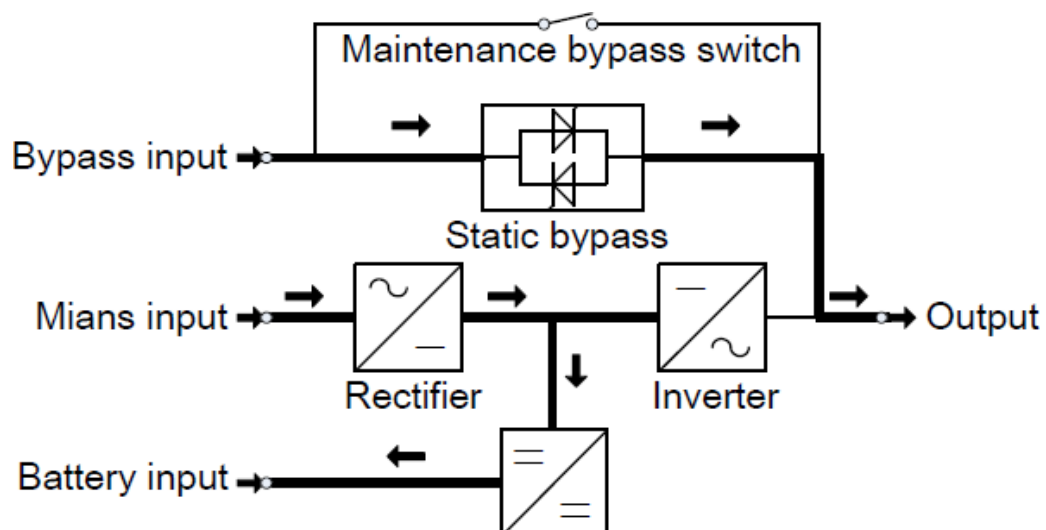 Maintenance bypass switch
Bypass input
Static bypass
Mians input
Output
Rectifier
Inverter
Battery input